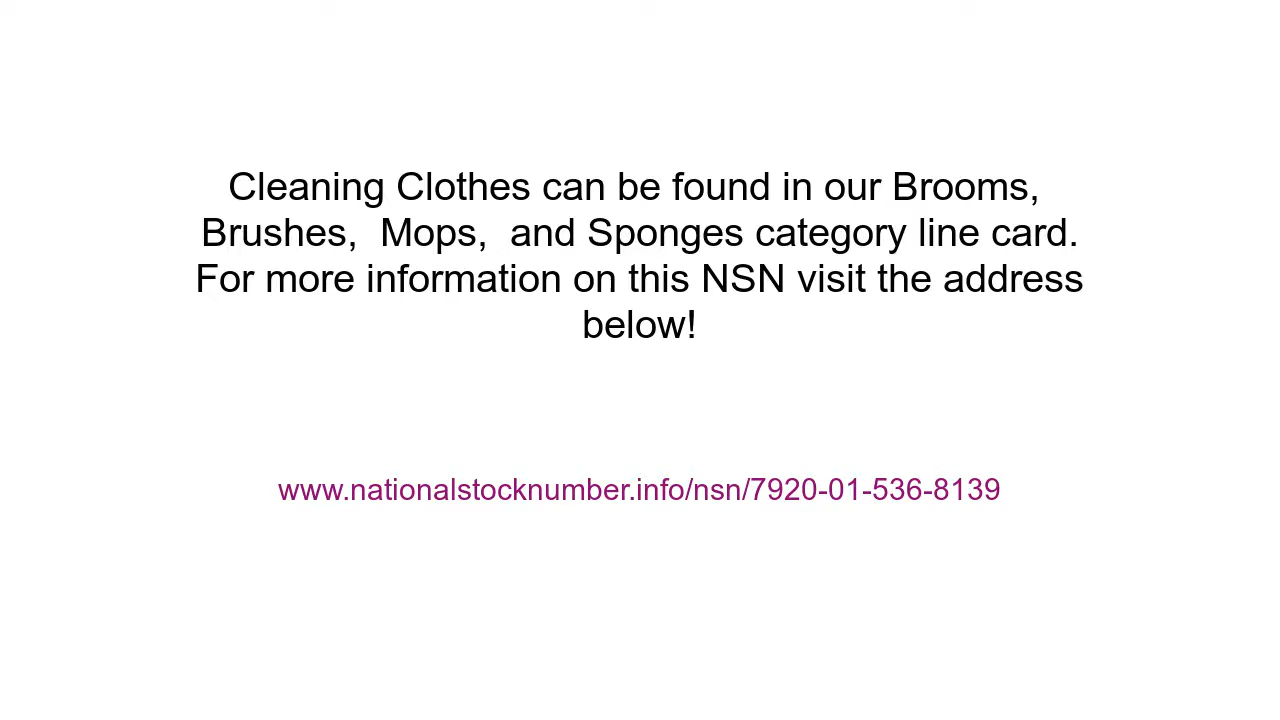 Cleaning Clothes can be found in our Brooms,
Brushes,  Mops,  and Sponges category line card.
For more information on this NSN visit the address
below!
www.nationalstocknumber.info/nsn/7920-01-536-8139